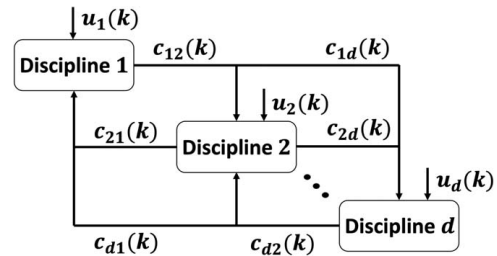 u₁(k)
c₁₂(k) c₁d(k)
Discipline 1
u₂(k)
c₂₁(k) Discipline 2 c₂d(k)
u_d(k)
Discipline d
c_d1(k) c_d2(k)